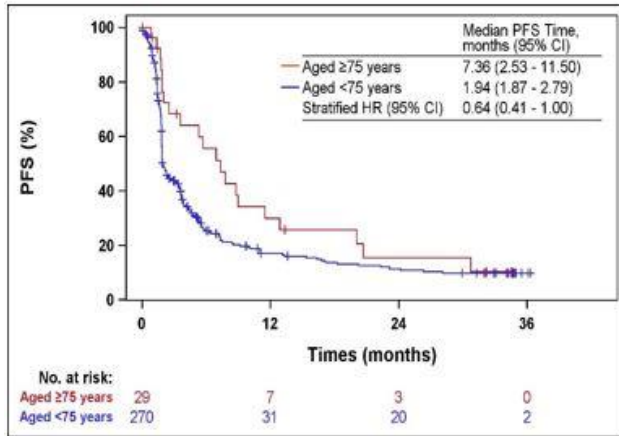 Median PFS Time,
months (95% CI)
Aged ≥75 years 7.36 (2.53 - 11.50)
Aged <75 years 1.94 (1.87 - 2.79)
Stratified HR (95% CI) 0.64 (0.41 - 1.00)
PFS (%)
100
80
60
40
20
0
0 12 24 36
Times (months)
No. at risk:
Aged ≥75 years 29 7 3 0
Aged <75 years 270 31 20 2